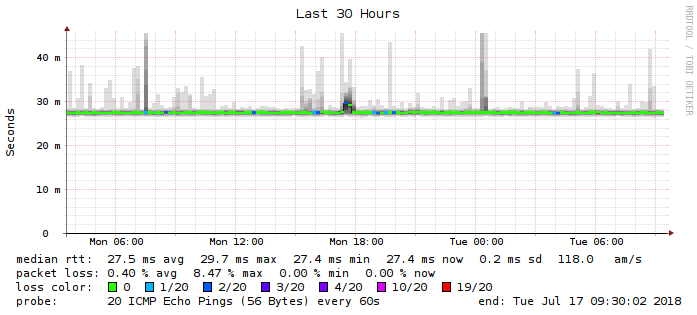 Last 30 Hours
RRDTOOL / TOBI OETIKER
Seconds
40 m
30 m
20 m
10 m
0
Mon 06:00 Mon 12:00 Mon 18:00 Tue 00:00 Tue 06:00
median rtt: 27.5 ms avg 29.7 ms max 27.4 ms min 27.4 ms now 0.2 ms sd 118.0 am/s
packet loss: 0.40 % avg 8.47 % max 0.00 % min 0.00 % now
loss color: 0 1/20 2/20 3/20 4/20 10/20 19/20
probe: 20 ICMP Echo Pings (56 Bytes) every 60s end: Tue Jul 17 09:30:02 2018